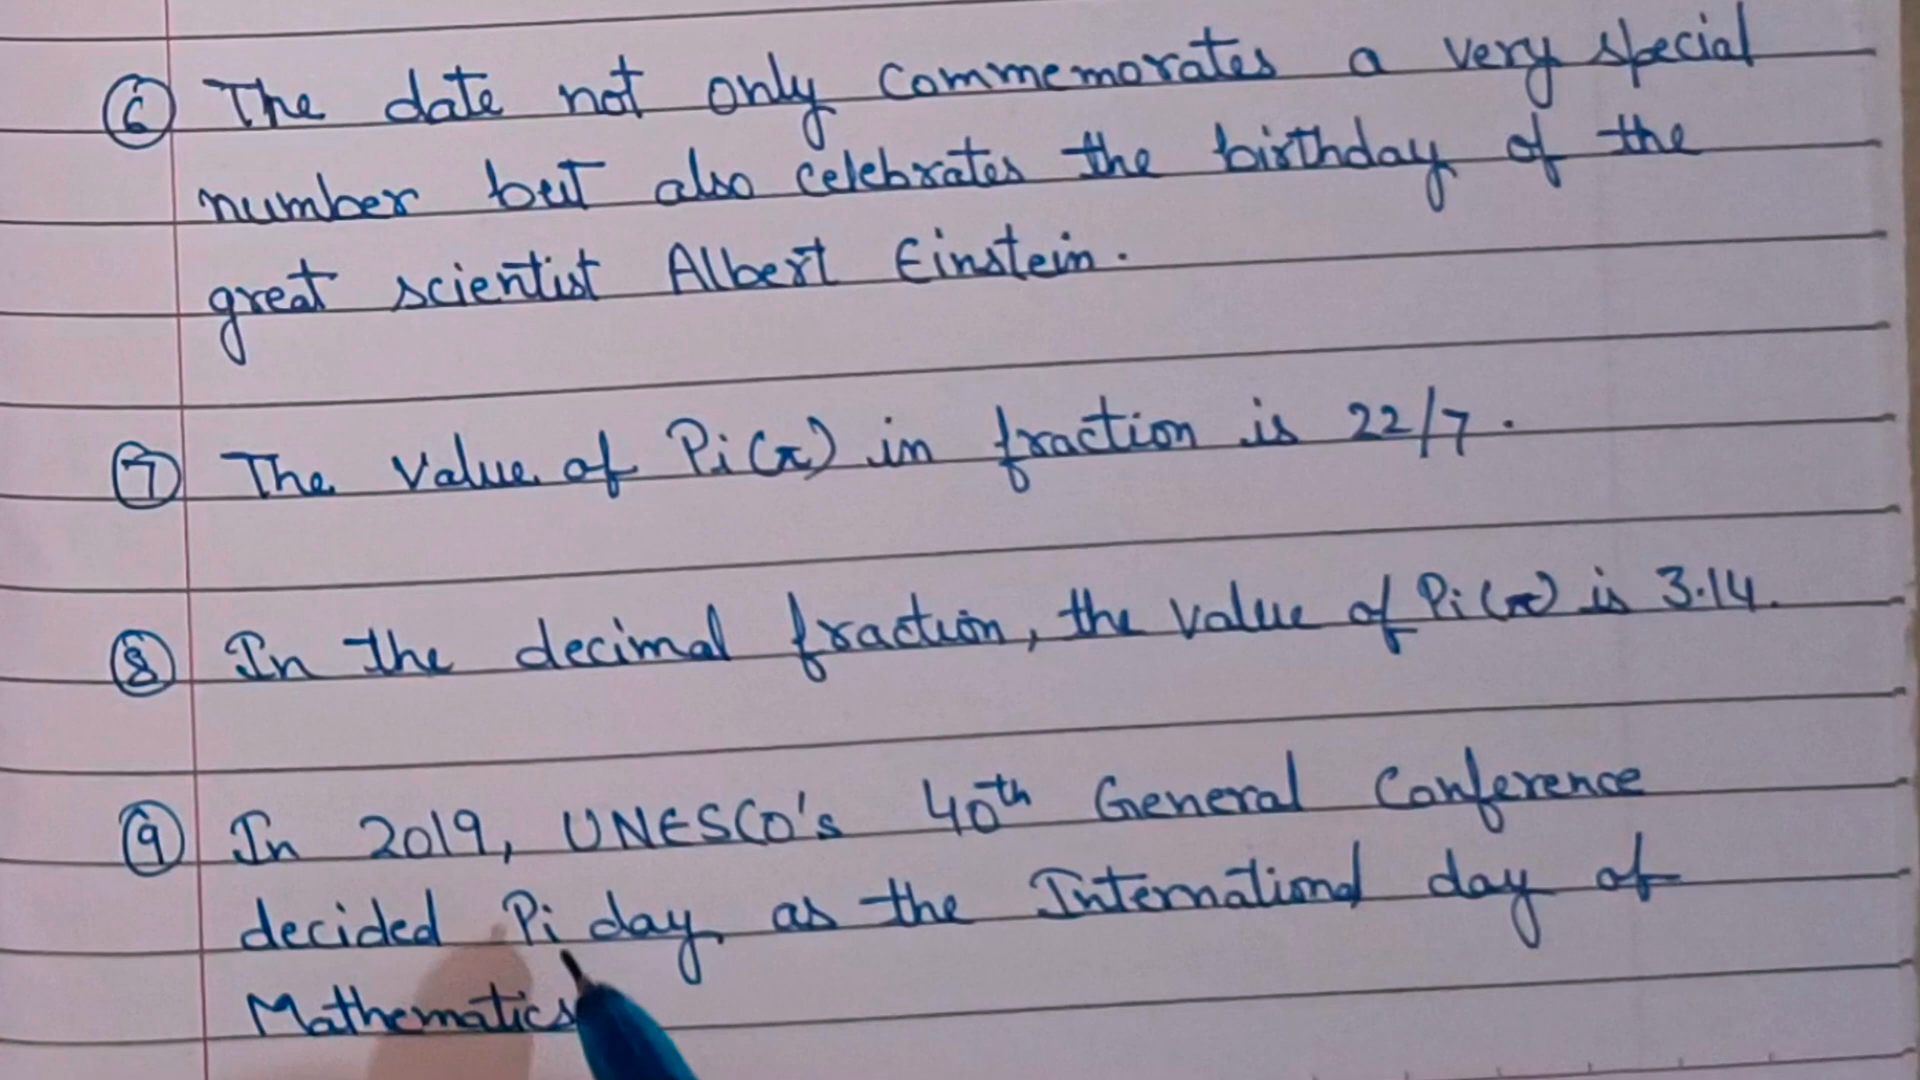 ⑥ The date not only commemorates a very special
number but also celebrates the birthday of the
great scientist Albert Einstein.
⑦ The value of Pi(π) in fraction is 22/7.
⑧ In the decimal fraction, the value of Pi(π) is 3.14.
⑨ In 2019, UNESCO's 40th General Conference
decided Pi day as the International day of
Mathematics